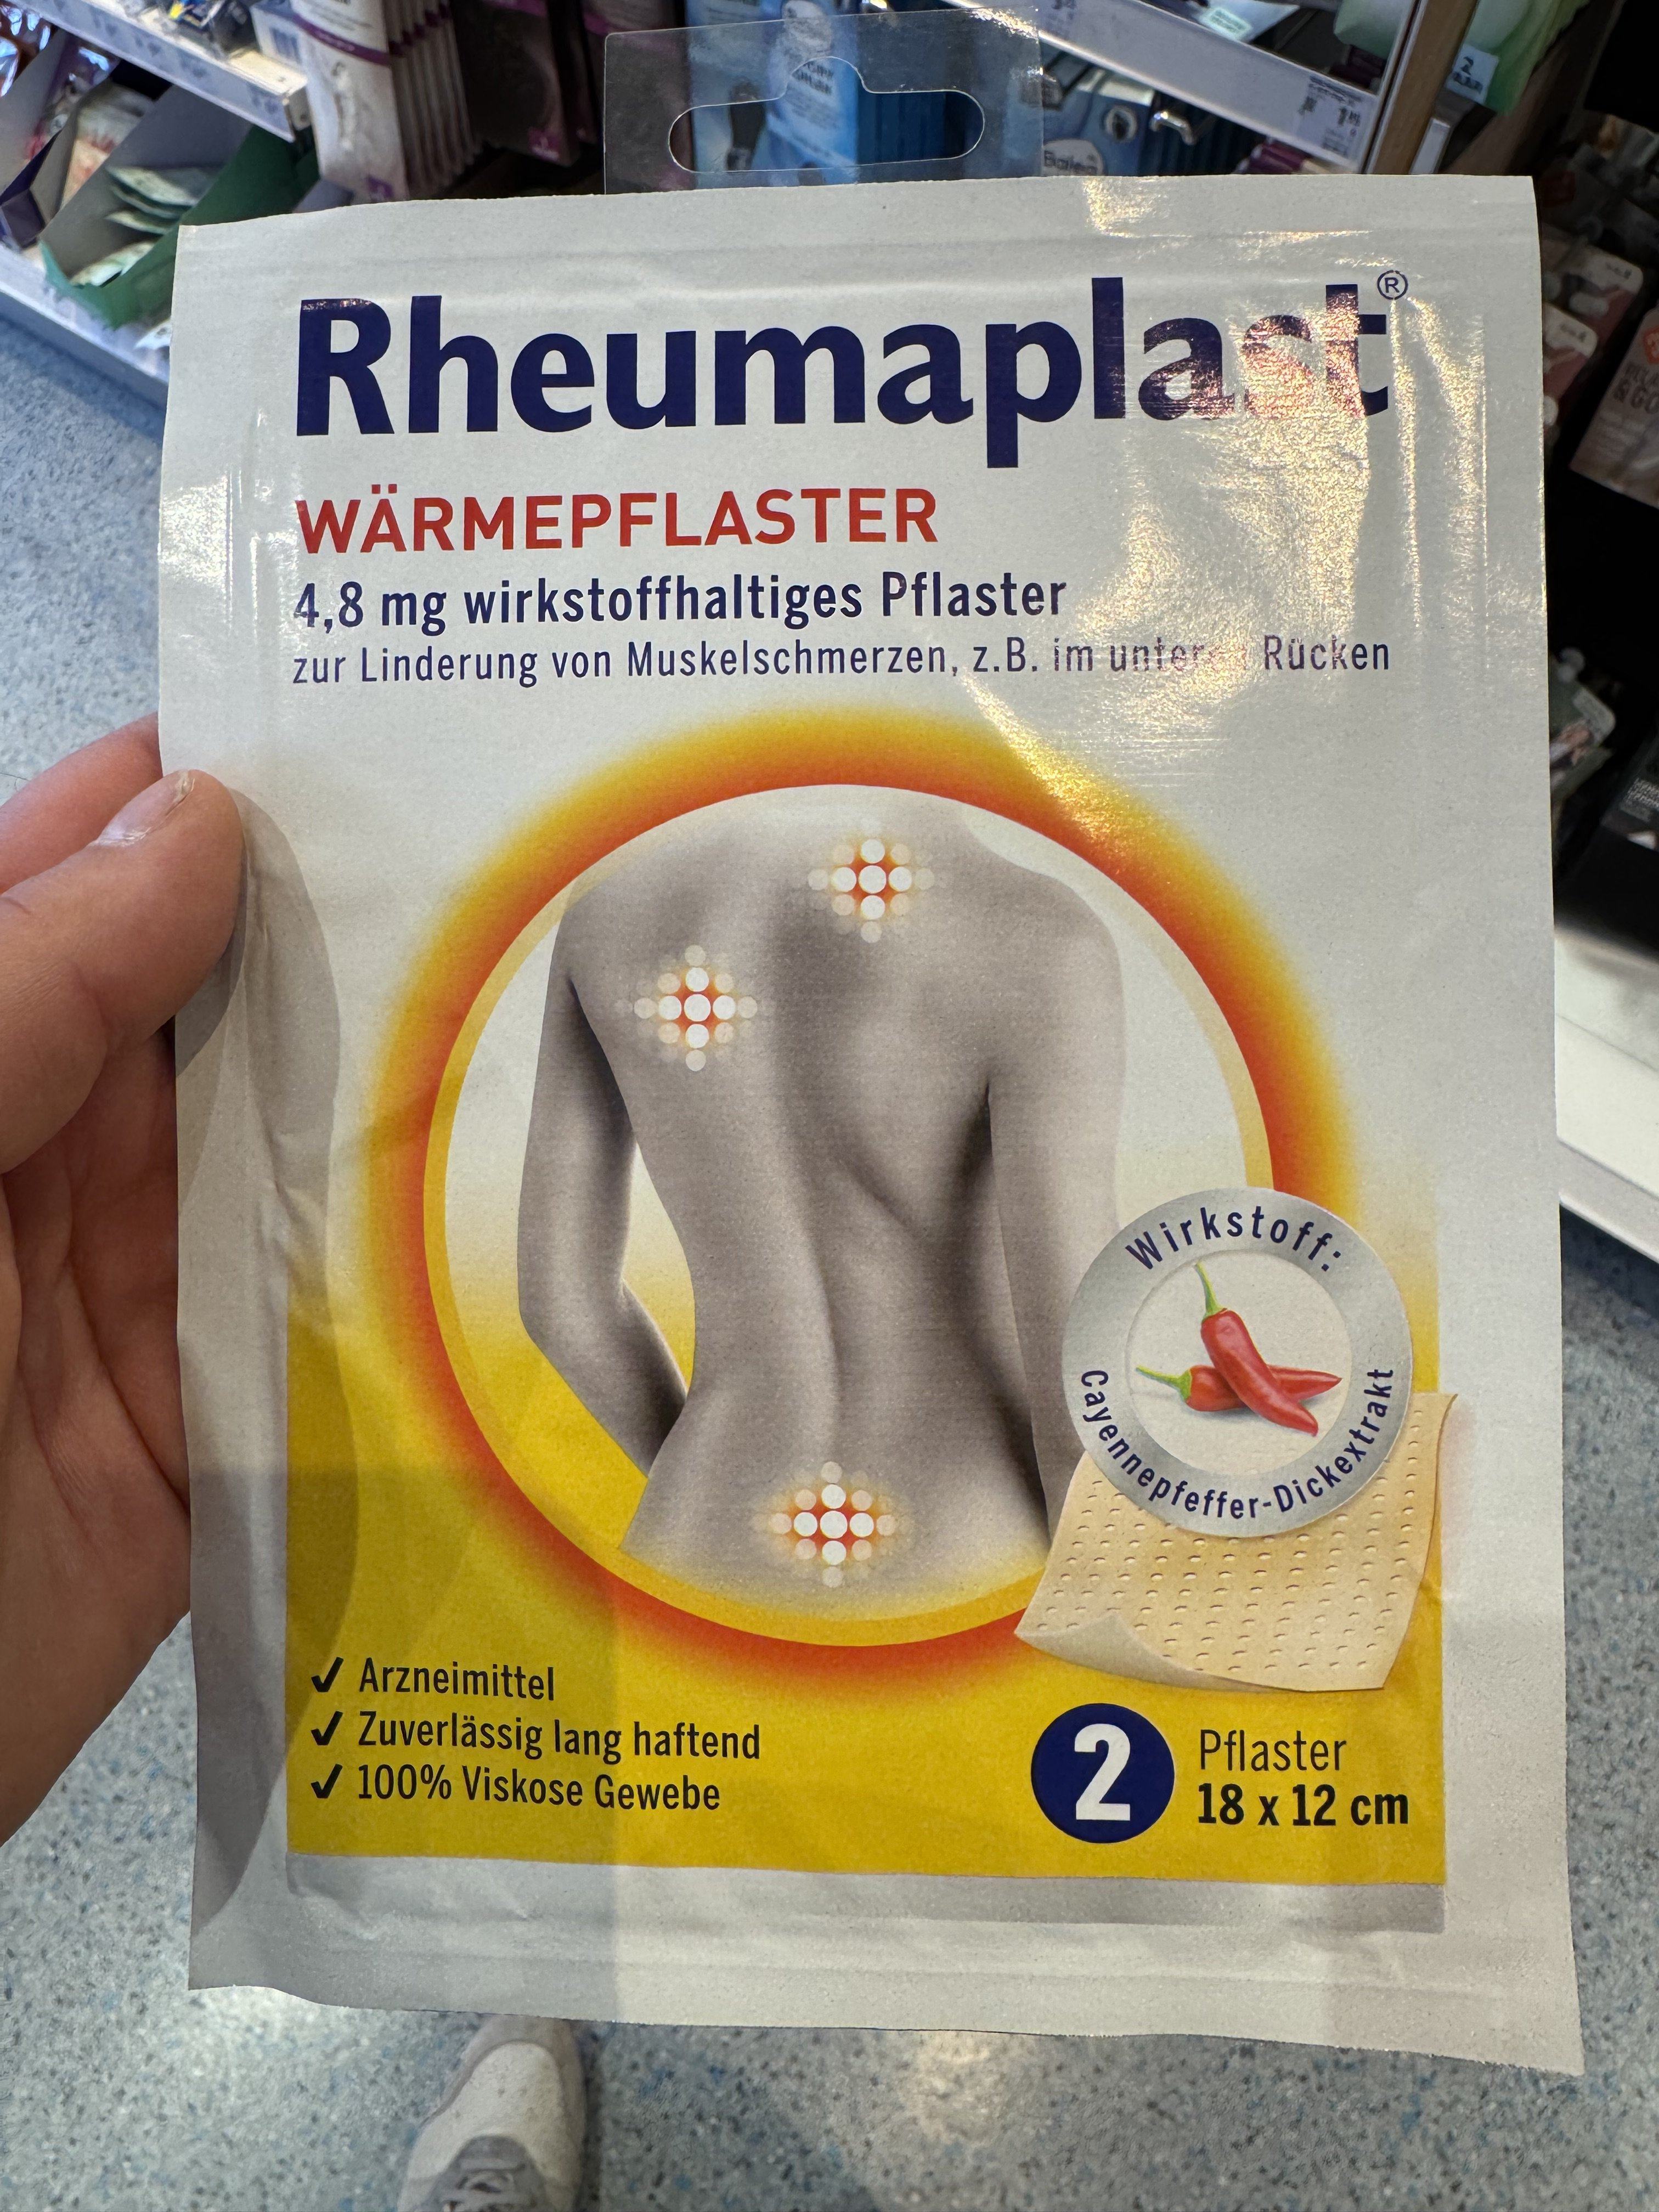 Rheumaplast®
WÄRMEPFLASTER
4,8 mg wirkstoffhaltiges Pflaster
zur Linderung von Muskelschmerzen, z.B. im unteren Rücken
Wirkstoff:
Cayennepfeffer-Dickextrakt
✓ Arzneimittel
✓ Zuverlässig lang haftend
✓ 100% Viskose Gewebe
2
Pflaster
18 x 12 cm
Balea